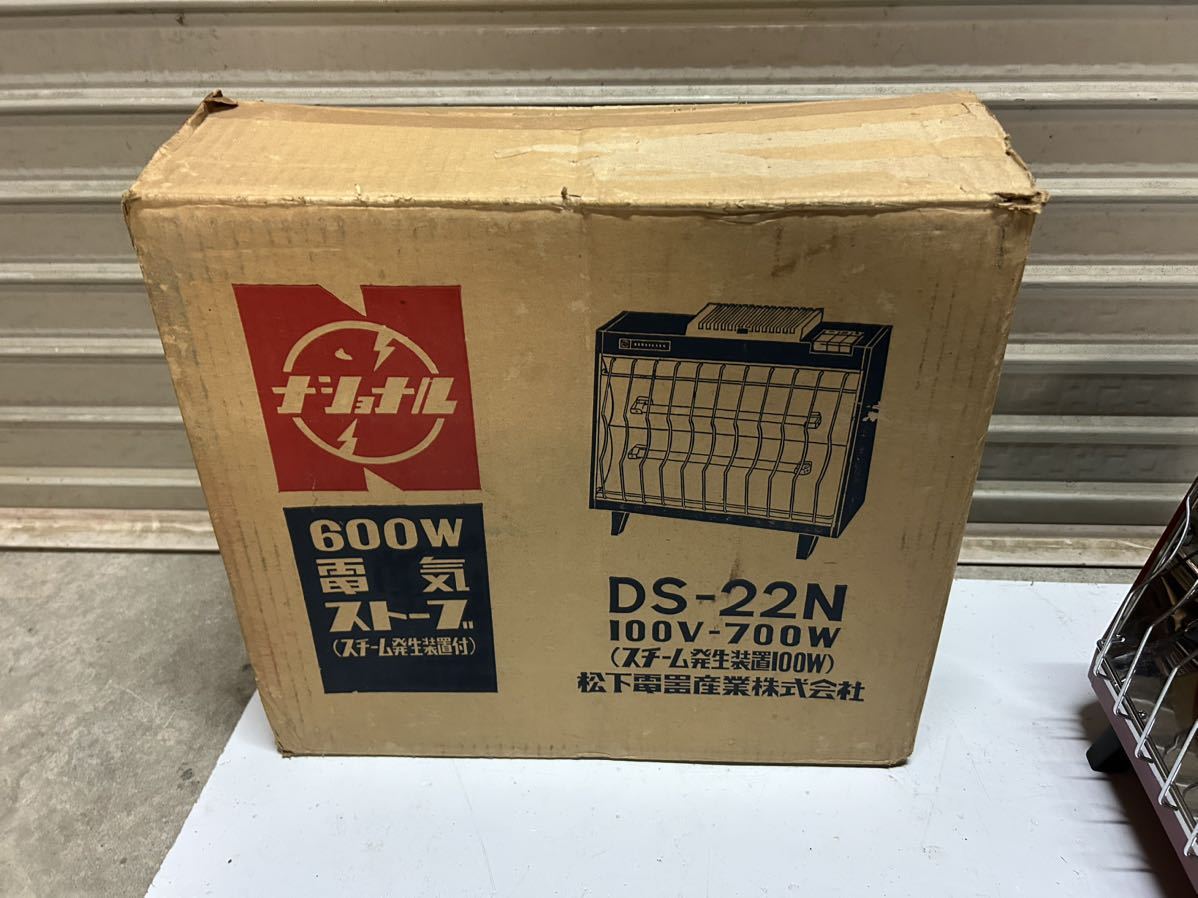 ナショナル
600W
電気
ストーブ
(スチーム発生装置付)
DS-22N
100V-700W
(スチーム発生装置100W)
松下電器産業株式会社